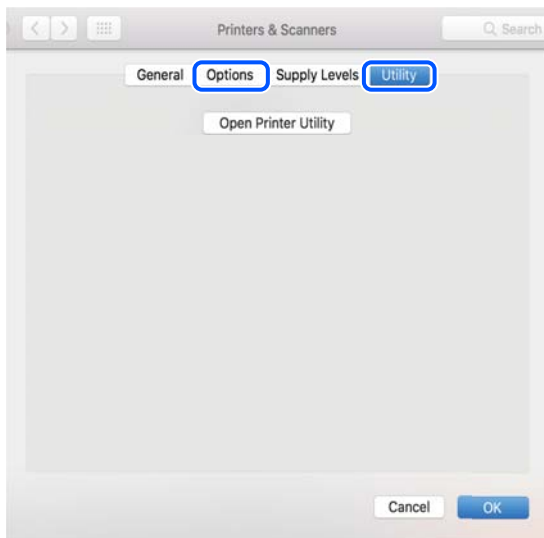 Printers & Scanners Search
General Options Supply Levels Utility
Open Printer Utility
Cancel OK